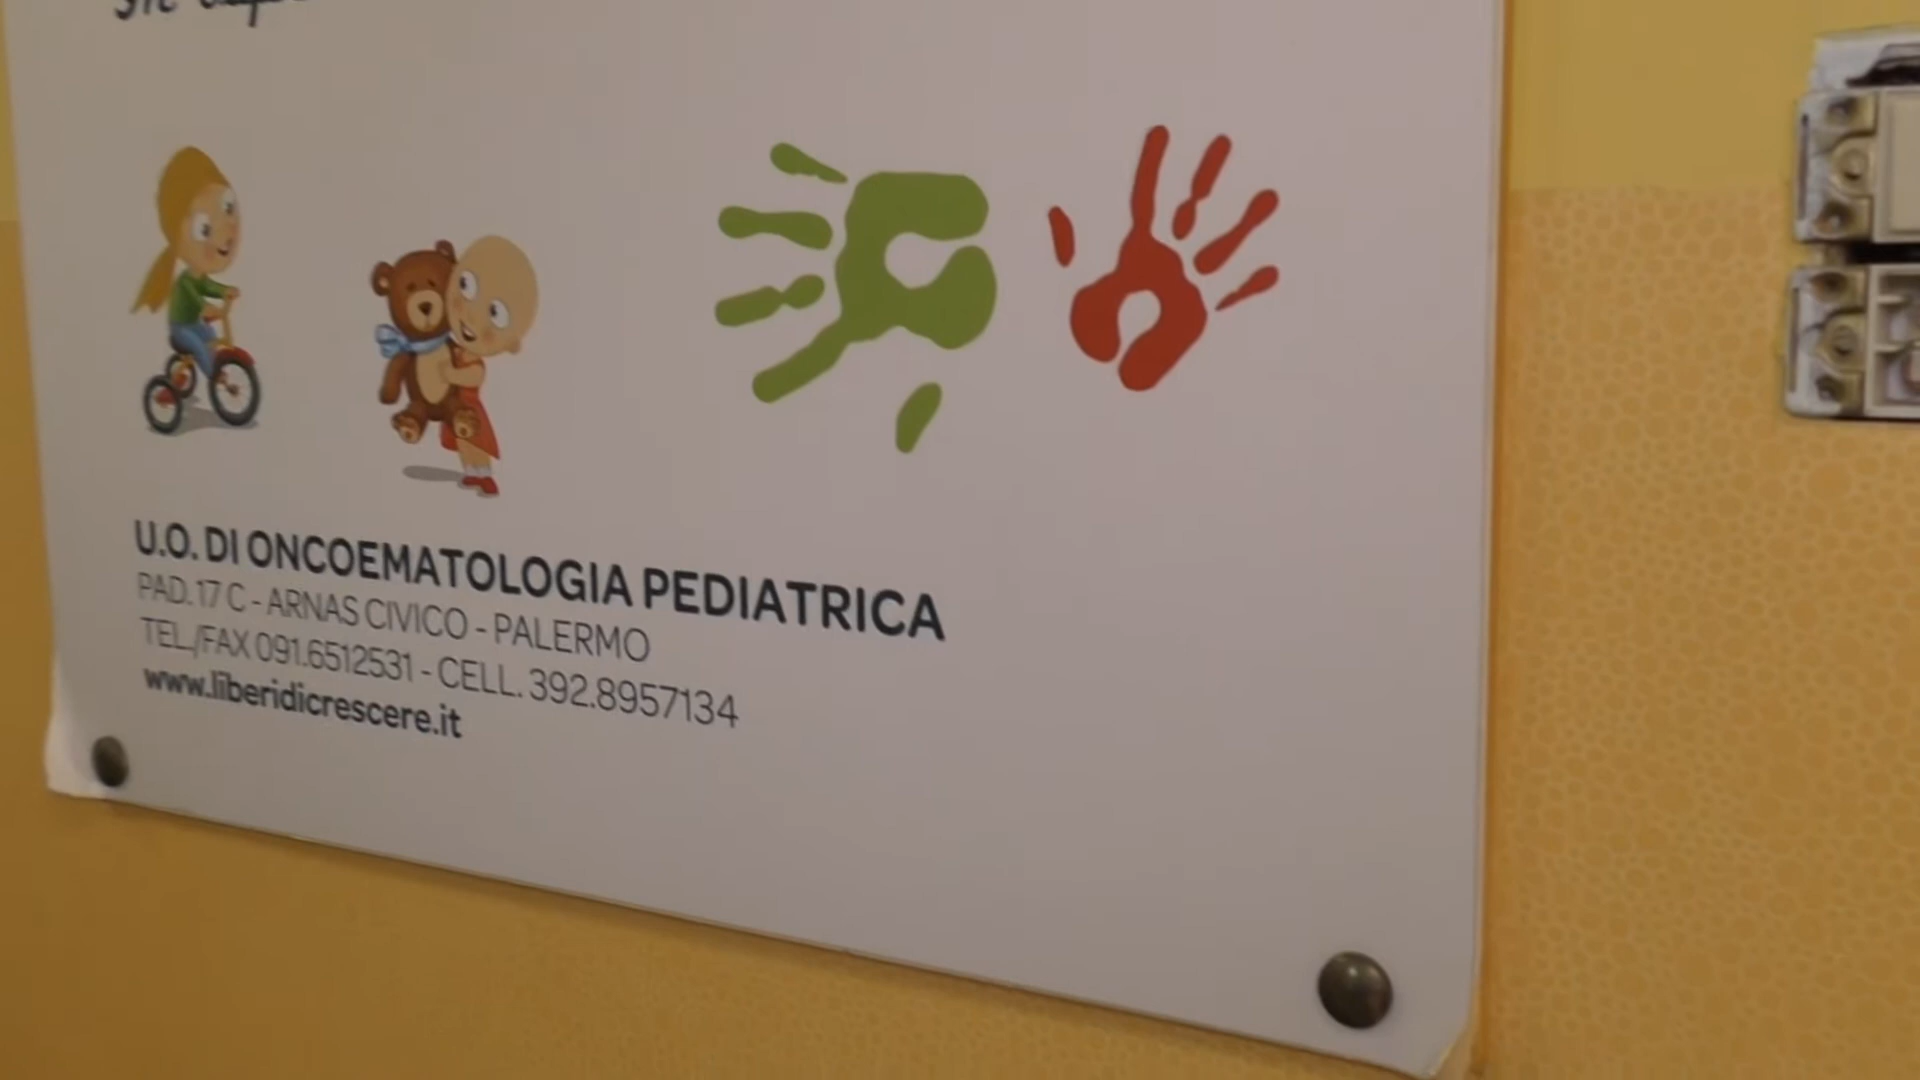 U.O. DI ONCOEMATOLOGIA PEDIATRICA
PAD. 17 C - ARNAS CIVICO - PALERMO
TEL./FAX 091.6512531 - CELL. 392.8957134
www.liberidicrescere.it